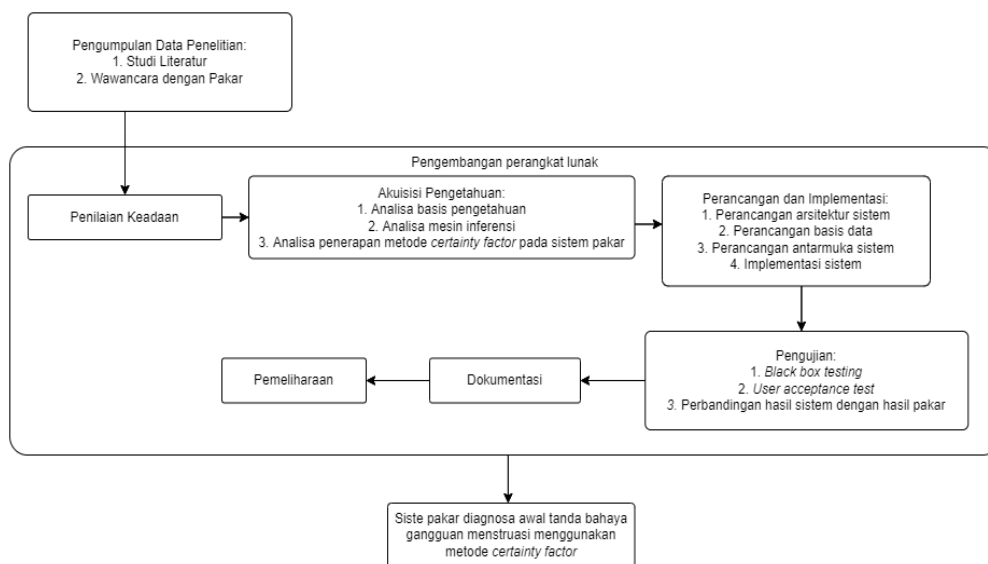 Pengumpulan Data Penelitian:
1. Studi Literatur
2. Wawancara dengan Pakar
Pengembangan perangkat lunak
Penilaian Keadaan
Akuisisi Pengetahuan:
1. Analisa basis pengetahuan
2. Analisa mesin inferensi
3. Analisa penerapan metode certainty factor pada sistem pakar
Perancangan dan Implementasi:
1. Perancangan arsitektur sistem
2. Perancangan basis data
3. Perancangan antarmuka sistem
4. Implementasi sistem
Pengujian:
1. Black box testing
2. User acceptance test
3. Perbandingan hasil sistem dengan hasil pakar
Dokumentasi
Pemeliharaan
Siste pakar diagnosa awal tanda bahaya
gangguan menstruasi menggunakan
metode certainty factor